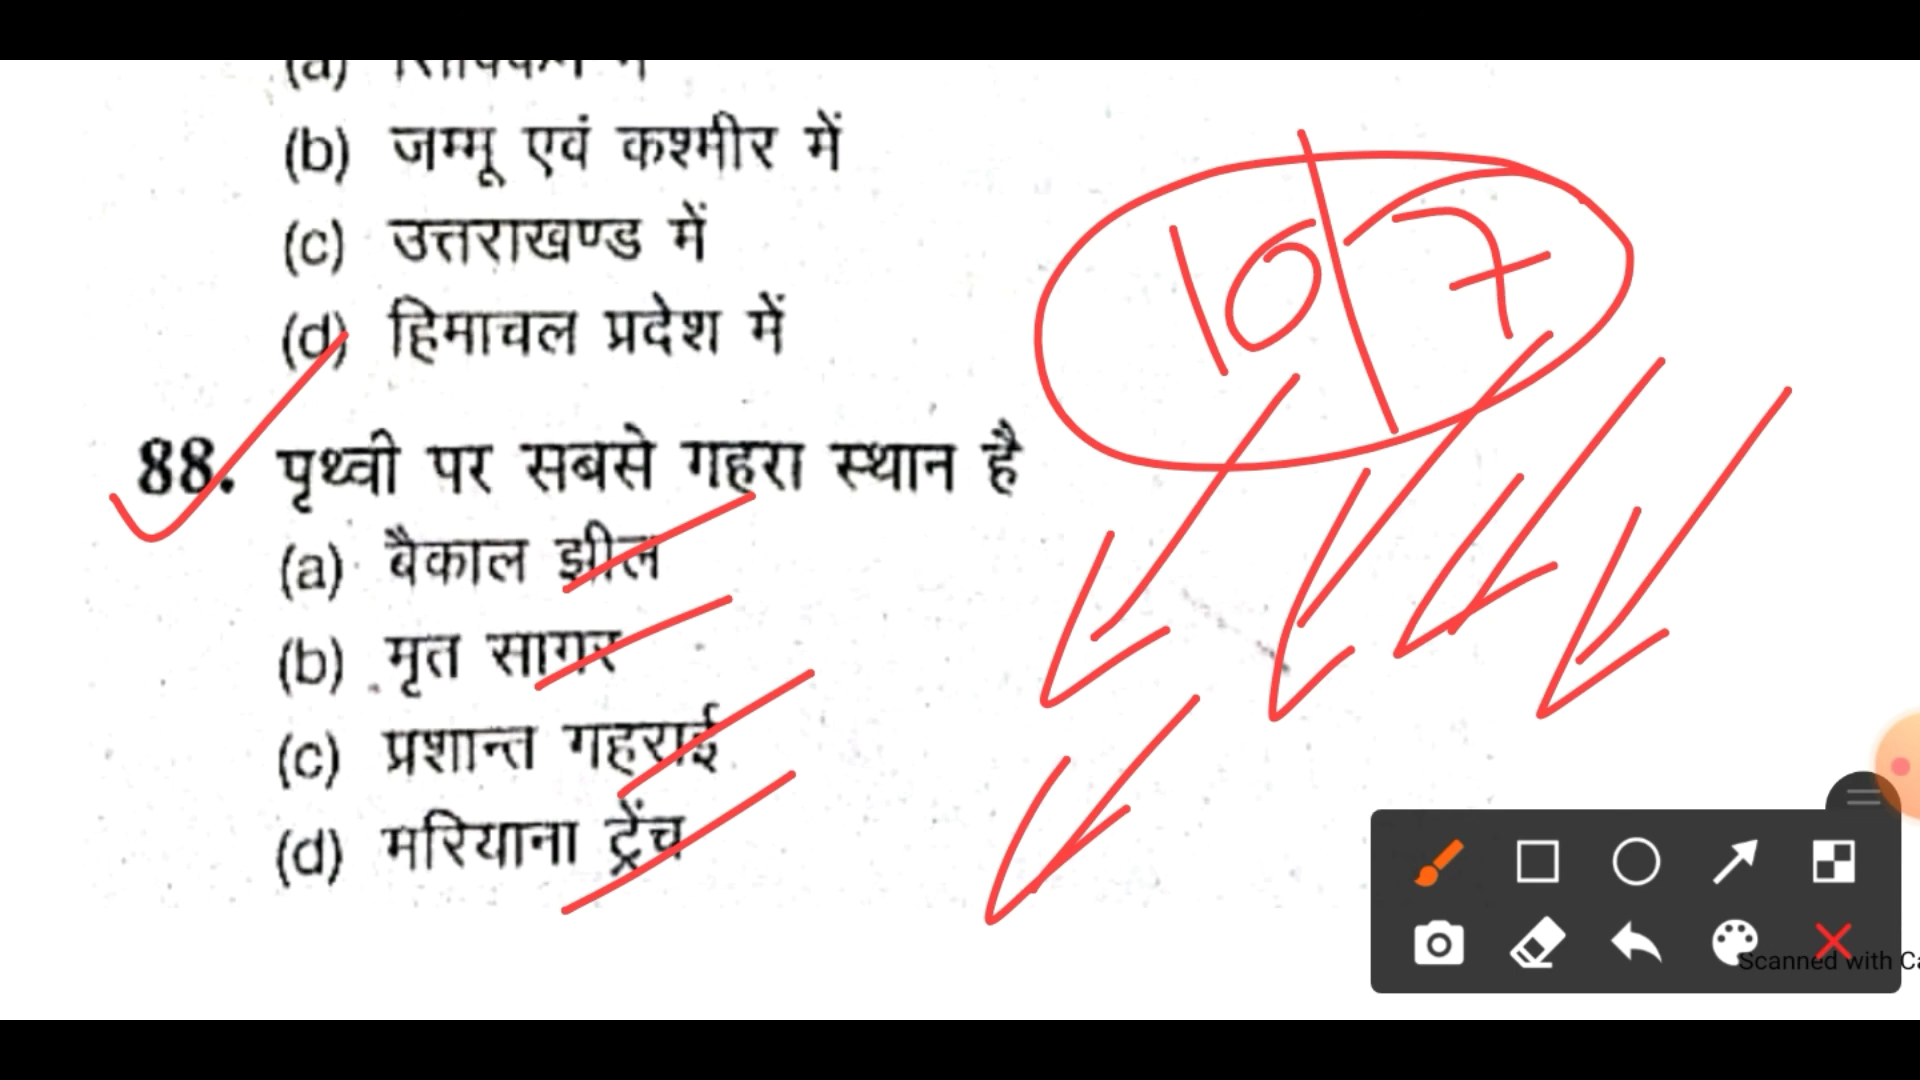 (b) जम्मू एवं कश्मीर में
(c) उत्तराखण्ड में
(d) हिमाचल प्रदेश में
88. पृथ्वी पर सबसे गहरा स्थान है
(a) बैकाल झील
(b) मृत सागर
(c) प्रशान्त गहराई
(d) मरियाना ट्रेंच
10 7
Scanned with Ca